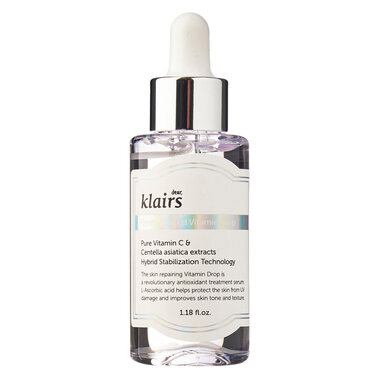 dear,
klairs
Vitamin
Pure Vitamin C &
Centella asiatica extracts
Hybrid Stabilization Technology
The skin repairing Vitamin Drop is
a revolutionary antioxidant treatment serum
L-Ascorbic acid helps protect the skin from UV
damage and improves skin tone and texture.
1.18 fl.oz.